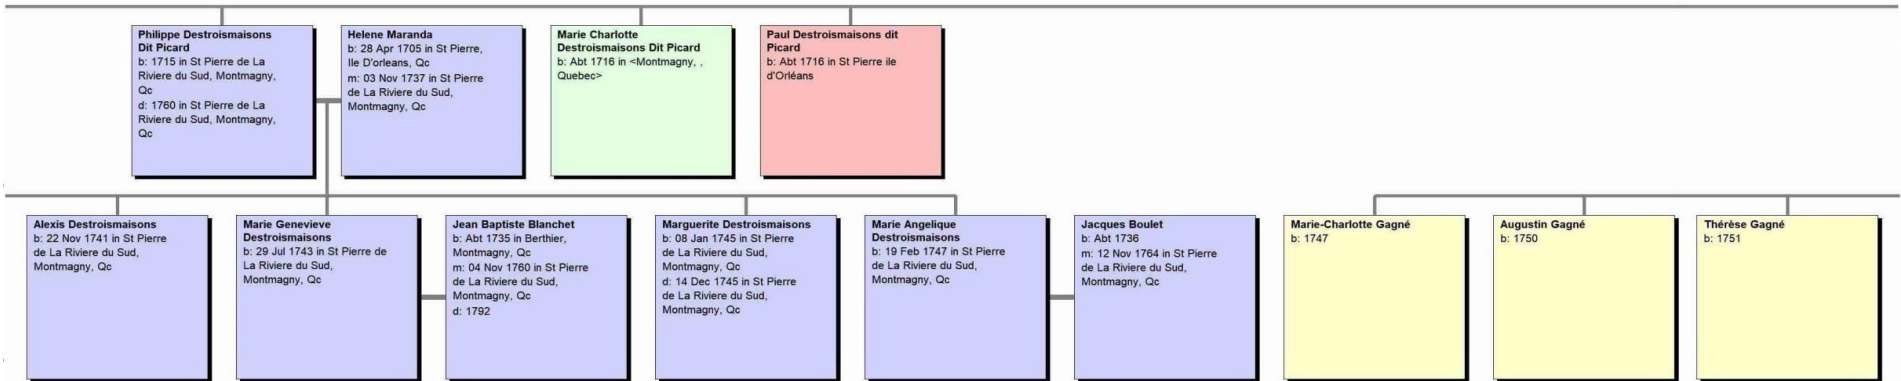 Philippe Destroismaisons
Dit Picard
b: 1715 in St Pierre de La
Riviere du Sud, Montmagny,
Qc
d: 1760 in St Pierre de La
Riviere du Sud, Montmagny,
Qc
Helene Maranda
b: 28 Apr 1705 in St Pierre,
Ile D'orleans, Qc
m: 03 Nov 1737 in St Pierre
de La Riviere du Sud,
Montmagny, Qc
Marie Charlotte
Destroismaisons Dit Picard
b: Abt 1716 in <Montmagny, ,
Quebec>
Paul Destroismaisons dit
Picard
b: Abt 1716 in St Pierre ile
d'Orléans
Alexis Destroismaisons
b: 22 Nov 1741 in St Pierre
de La Riviere du Sud,
Montmagny, Qc
Marie Genevieve
Destroismaisons
b: 29 Jul 1743 in St Pierre de
La Riviere du Sud,
Montmagny, Qc
Jean Baptiste Blanchet
b: Abt 1735 in Berthier,
Montmagny, Qc
m: 04 Nov 1760 in St Pierre
de La Riviere du Sud,
Montmagny, Qc
d: 1792
Marguerite Destroismaisons
b: 08 Jan 1745 in St Pierre
de La Riviere du Sud,
Montmagny, Qc
d: 14 Dec 1745 in St Pierre
de La Riviere du Sud,
Montmagny, Qc
Marie Angelique
Destroismaisons
b: 19 Feb 1747 in St Pierre
de La Riviere du Sud,
Montmagny, Qc
Jacques Boulet
b: Abt 1736
m: 12 Nov 1764 in St Pierre
de La Riviere du Sud,
Montmagny, Qc
Marie-Charlotte Gagné
b: 1747
Augustin Gagné
b: 1750
Thérèse Gagné
b: 1751